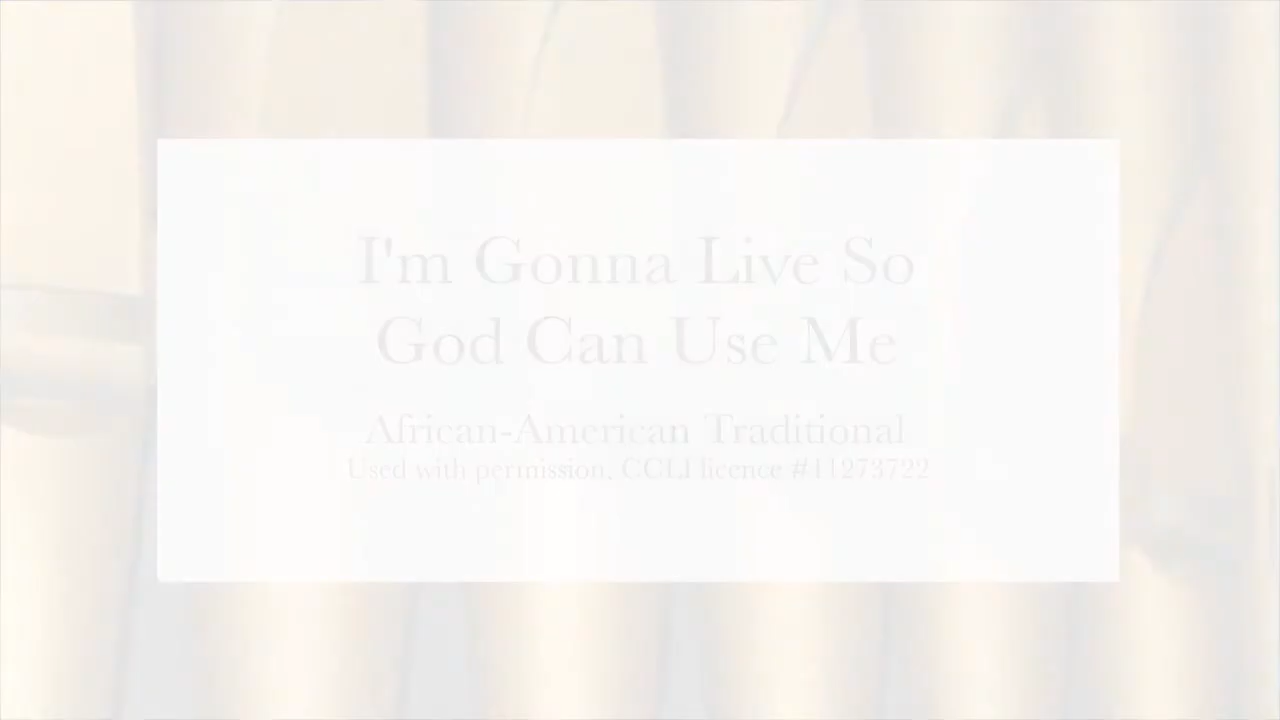 I'm Gonna Live So
God Can Use Me
African-American Traditional
Used with permission, CCLI licence #11273722